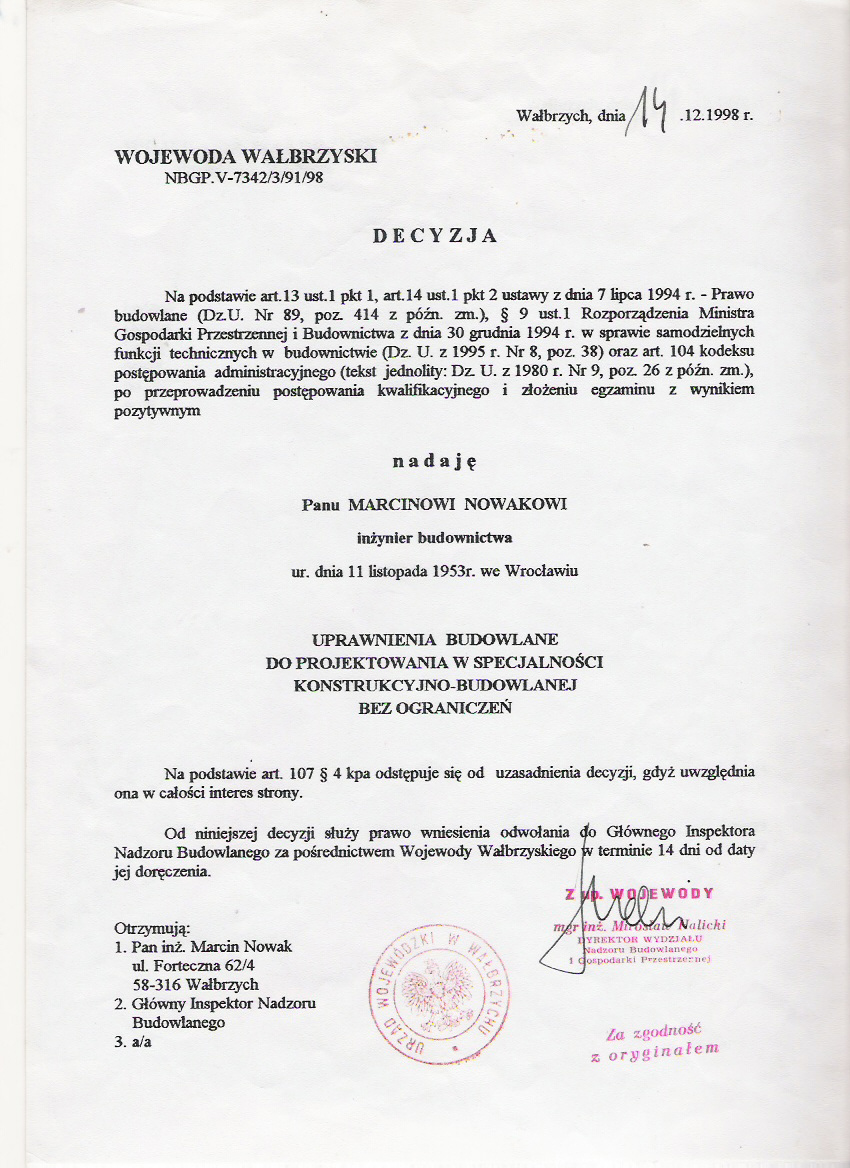 Wałbrzych, dnia 14 .12.1998 r.
WOJEWODA WAŁBRZYSKI
NBGP.V-7342/3/91/98
D E C Y Z J A
Na podstawie art.13 ust.1 pkt 1, art.14 ust.1 pkt 2 ustawy z dnia 7 lipca 1994 r. - Prawo
budowlane (Dz.U. Nr 89, poz. 414 z późn. zm.), § 9 ust.1 Rozporządzenia Ministra
Gospodarki Przestrzennej i Budownictwa z dnia 30 grudnia 1994 r. w sprawie samodzielnych
funkcji technicznych w budownictwie (Dz. U. z 1995 r. Nr 8, poz. 38) oraz art. 104 kodeksu
postępowania administracyjnego (tekst jednolity: Dz. U. z 1980 r. Nr 9, poz. 26 z późn. zm.),
po przeprowadzeniu postępowania kwalifikacyjnego i złożeniu egzaminu z wynikiem
pozytywnym
n a d a j ę
Panu MARCINOWI NOWAKOWI
inżynier budownictwa
ur. dnia 11 listopada 1953r. we Wrocławiu
UPRAWNIENIA BUDOWLANE
DO PROJEKTOWANIA W SPECJALNOŚCI
KONSTRUKCYJNO-BUDOWLANEJ
BEZ OGRANICZEŃ
Na podstawie art. 107 § 4 kpa odstępuje się od uzasadnienia decyzji, gdyż uwzględnia
ona w całości interes strony.
Od niniejszej decyzji służy prawo wniesienia odwołania do Głównego Inspektora
Nadzoru Budowlanego za pośrednictwem Wojewody Wałbrzyskiego w terminie 14 dni od daty
jej doręczenia.
Z up. WOJEWODY
mgr inż. Mirosław Nalicki
DYREKTOR WYDZIAŁU
Nadzoru Budowlanego
i Gospodarki Przestrzennej
Otrzymują:
1. Pan inż. Marcin Nowak
ul. Forteczna 62/4
58-316 Wałbrzych
2. Główny Inspektor Nadzoru
Budowlanego
3. a/a
URZĄD WOJEWÓDZKI W WAŁBRZYCHU
Za zgodność
z oryginałem